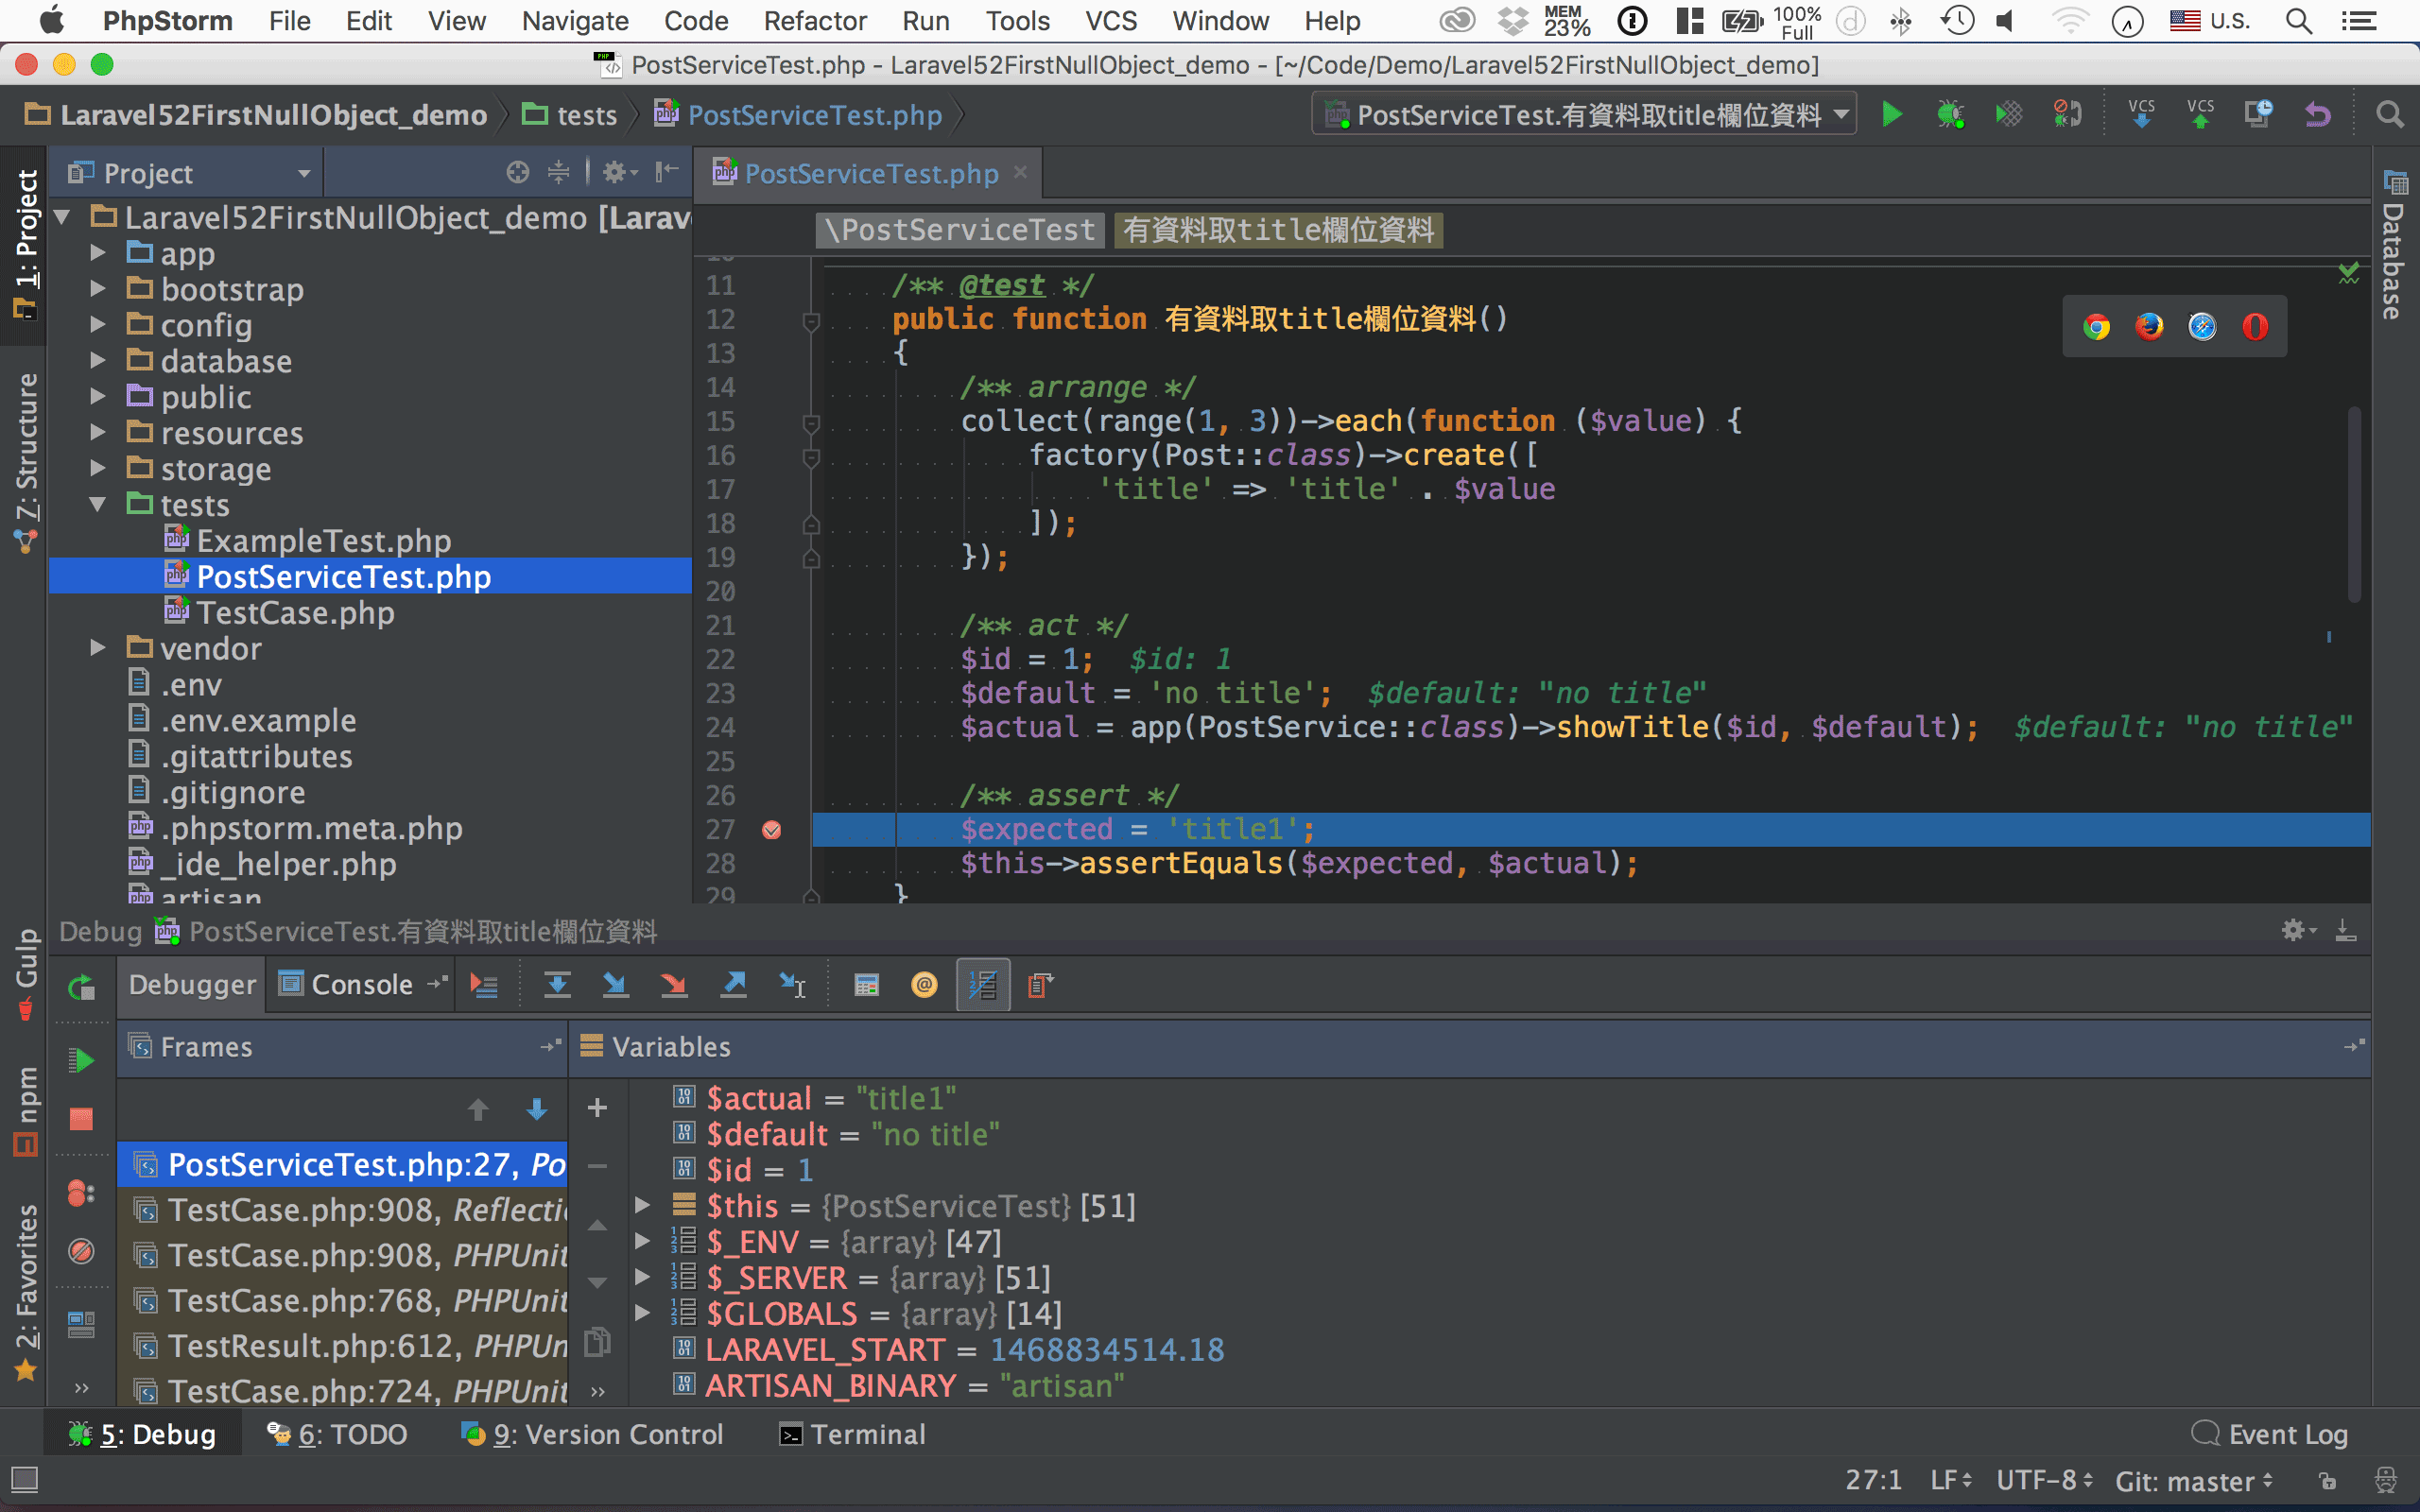 PhpStorm File Edit View Navigate Code Refactor Run Tools VCS Window Help MEM 23% 100% Full U.S.
PostServiceTest.php - Laravel52FirstNullObject_demo - [~/Code/Demo/Laravel52FirstNullObject_demo]
Laravel52FirstNullObject_demo tests PostServiceTest.php PostServiceTest.有資料取title欄位資料 VCS VCS
1: Project
Z: Structure
Gulp
npm
2: Favorites
Project
Laravel52FirstNullObject_demo [Larav
app
bootstrap
config
database
public
resources
storage
tests
ExampleTest.php
PostServiceTest.php
TestCase.php
vendor
.env
.env.example
.gitattributes
.gitignore
.phpstorm.meta.php
_ide_helper.php
artisan
PostServiceTest.php
\PostServiceTest 有資料取title欄位資料
11 /** @test */
12 public function 有資料取title欄位資料()
13 {
14 /** arrange */
15 collect(range(1, 3))->each(function ($value) {
16 factory(Post::class)->create([
17 'title' => 'title' . $value
18 ]);
19 });
20
21 /** act */
22 $id = 1; $id: 1
23 $default = 'no title'; $default: "no title"
24 $actual = app(PostService::class)->showTitle($id, $default); $default: "no title"
25
26 /** assert */
27 $expected = 'title1';
28 $this->assertEquals($expected, $actual);
29 }
Database
Debug PostServiceTest.有資料取title欄位資料
Debugger Console
Frames
PostServiceTest.php:27, Po
TestCase.php:908, Reflecti
TestCase.php:908, PHPUnit
TestCase.php:768, PHPUnit
TestResult.php:612, PHPUn
TestCase.php:724, PHPUnit
Variables
$actual = "title1"
$default = "no title"
$id = 1
$this = {PostServiceTest} [51]
$_ENV = {array} [47]
$_SERVER = {array} [51]
$GLOBALS = {array} [14]
LARAVEL_START = 1468834514.18
ARTISAN_BINARY = "artisan"
5: Debug 6: TODO 9: Version Control Terminal Event Log
27:1 LF UTF-8 Git: master